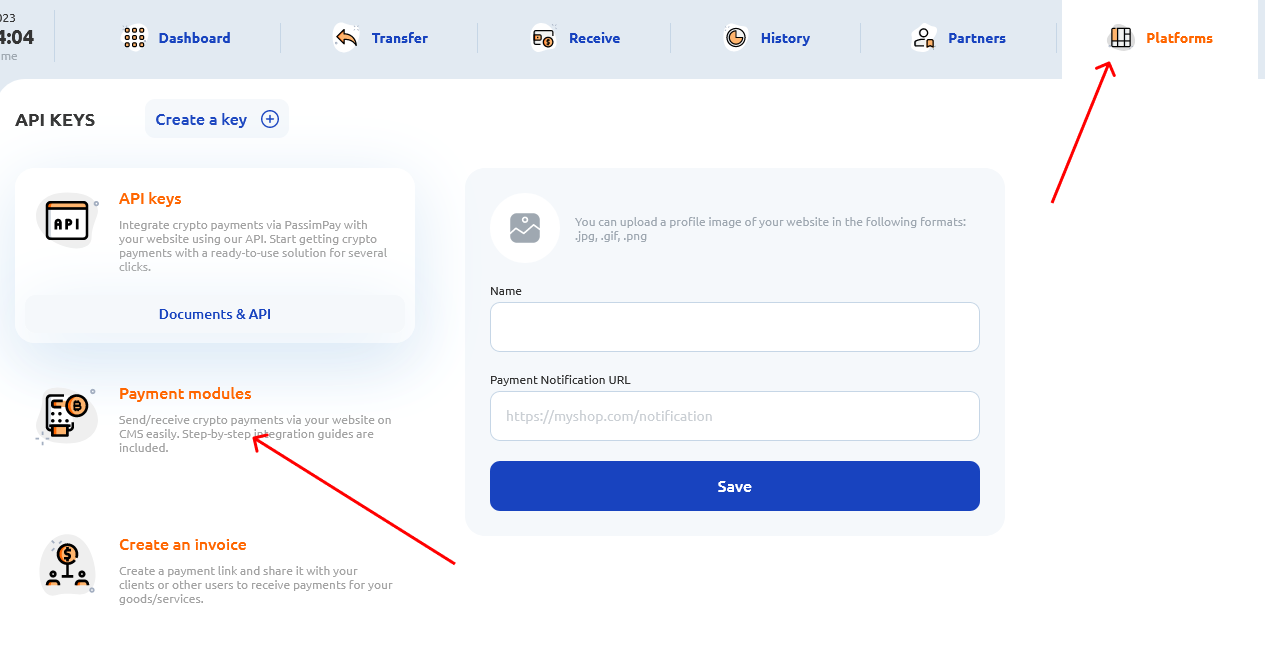 023
4:04
me
Dashboard
Transfer
Receive
History
Partners
Platforms
API KEYS
Create a key
API
API keys
Integrate crypto payments via PassimPay with
your website using our API. Start getting crypto
payments with a ready-to-use solution for several
clicks.
Documents & API
Payment modules
Send/receive crypto payments via your website on
CMS easily. Step-by-step integration guides are
included.
Create an invoice
Create a payment link and share it with your
clients or other users to receive payments for your
goods/services.
You can upload a profile image of your website in the following formats:
.jpg, .gif, .png
Name
Payment Notification URL
https://myshop.com/notification
Save